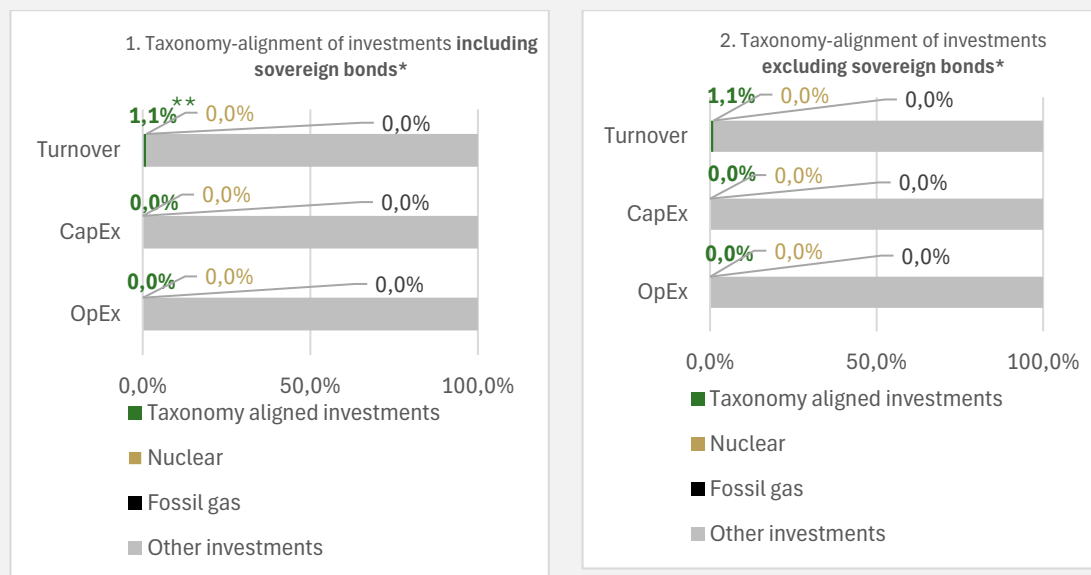 1. Taxonomy-alignment of investments including
sovereign bonds*
1,1%** 0,0% 0,0%
Turnover
0,0% 0,0% 0,0%
CapEx
0,0% 0,0% 0,0%
OpEx
0,0% 50,0% 100,0%
Taxonomy aligned investments
Nuclear
Fossil gas
Other investments
2. Taxonomy-alignment of investments
excluding sovereign bonds*
1,1% 0,0% 0,0%
Turnover
0,0% 0,0% 0,0%
CapEx
0,0% 0,0% 0,0%
OpEx
0,0% 50,0% 100,0%
Taxonomy aligned investments
Nuclear
Fossil gas
Other investments